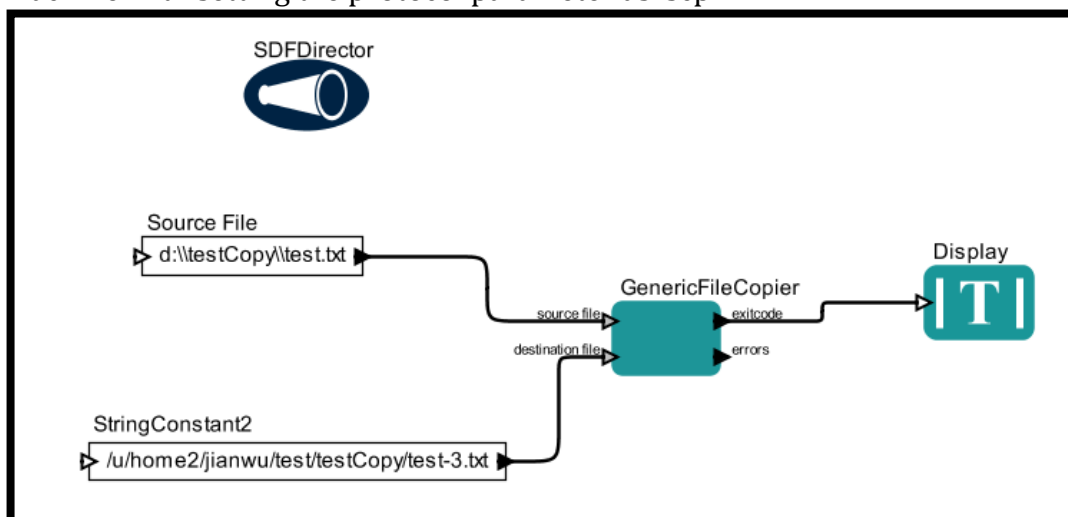 SDFDirector
Source File
d:\\testCopy\\test.txt
Display
GenericFileCopier
T
source file
exitcode
destination file
errors
StringConstant2
/u/home2/jianwu/test/testCopy/test-3.txt